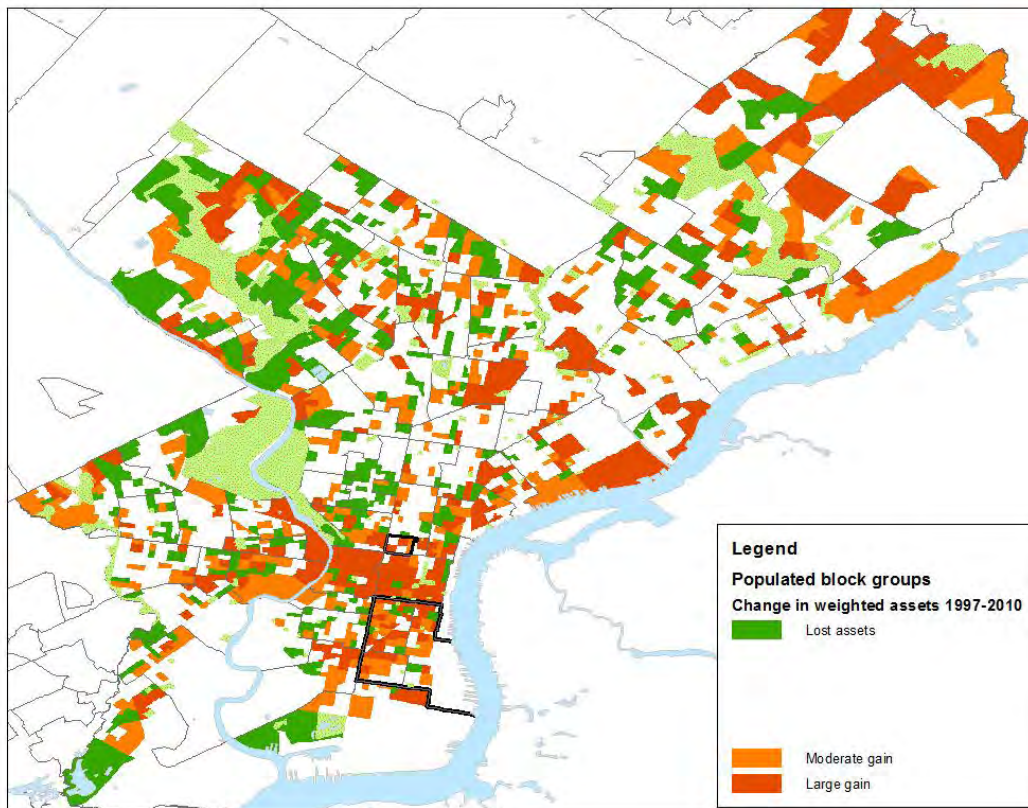 Legend
Populated block groups
Change in weighted assets 1997-2010
Lost assets
Moderate gain
Large gain